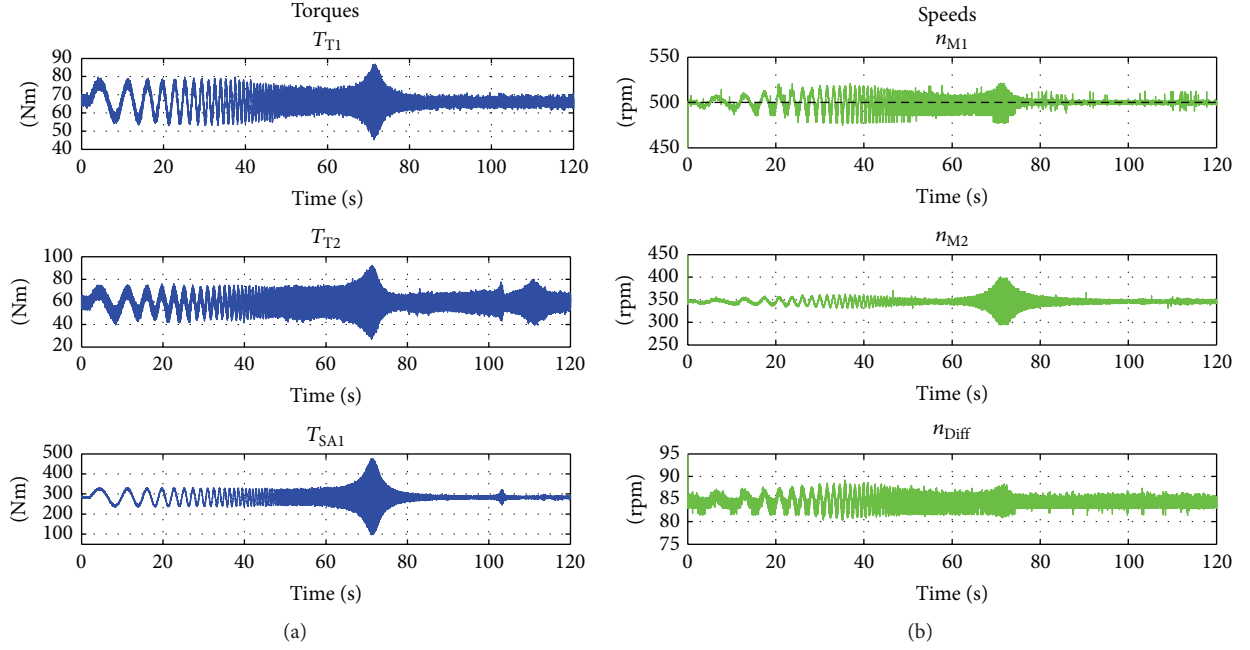 Torques
T_T1
(Nm)
90
80
70
60
50
40
0 20 40 60 80 100 120
Time (s)
T_T2
(Nm)
100
80
60
40
20
0 20 40 60 80 100 120
Time (s)
T_SA1
(Nm)
500
400
300
200
100
0 20 40 60 80 100 120
Time (s)
(a)
Speeds
n_M1
(rpm)
550
500
450
0 20 40 60 80 100 120
Time (s)
n_M2
(rpm)
450
400
350
300
250
0 20 40 60 80 100 120
Time (s)
n_Diff
(rpm)
95
90
85
80
75
0 20 40 60 80 100 120
Time (s)
(b)